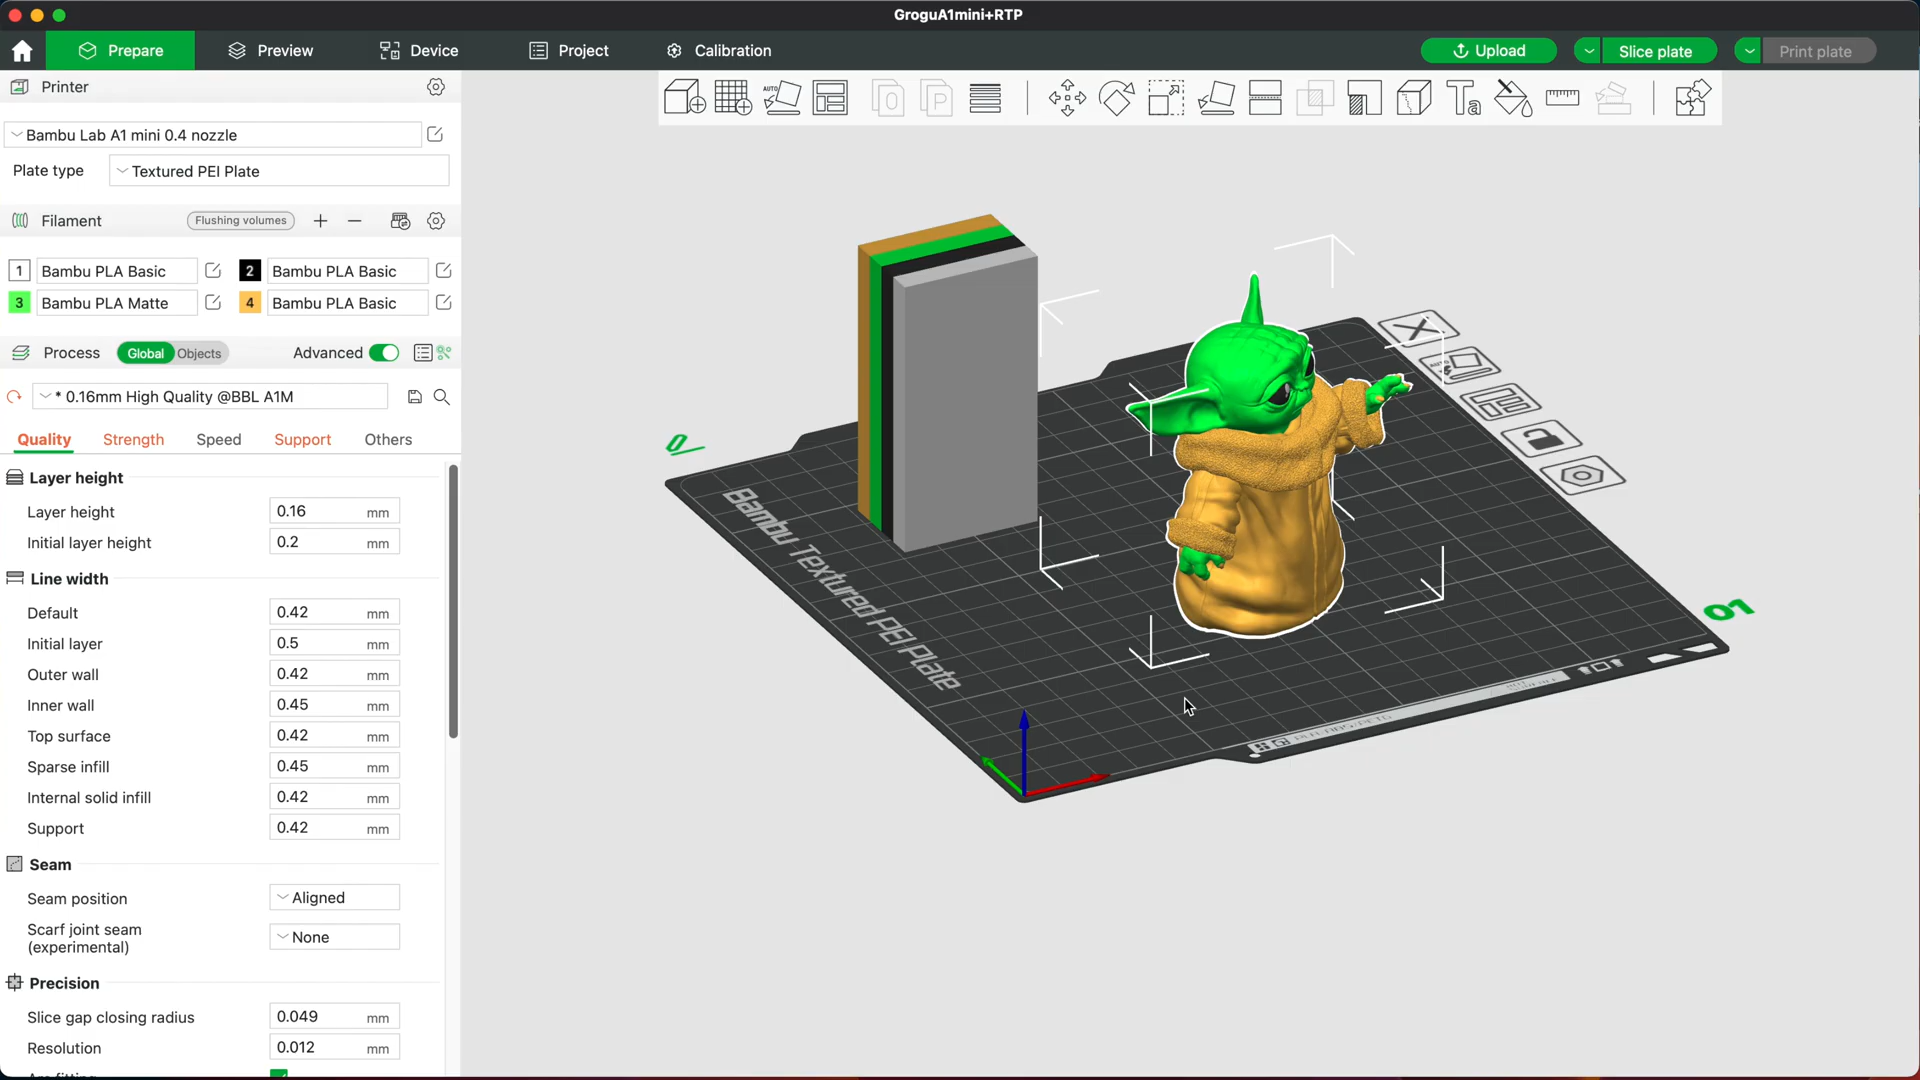 GroguA1mini+RTP
Prepare
Preview
Device
Project
Calibration
Upload
Slice plate
Print plate
Printer
Bambu Lab A1 mini 0.4 nozzle
Plate type
Textured PEI Plate
Filament
Flushing volumes
1 Bambu PLA Basic
2 Bambu PLA Basic
3 Bambu PLA Matte
4 Bambu PLA Basic
Process
Global Objects
Advanced
* 0.16mm High Quality @BBL A1M
Quality Strength Speed Support Others
Layer height
Layer height 0.16 mm
Initial layer height 0.2 mm
Line width
Default 0.42 mm
Initial layer 0.5 mm
Outer wall 0.42 mm
Inner wall 0.45 mm
Top surface 0.42 mm
Sparse infill 0.45 mm
Internal solid infill 0.42 mm
Support 0.42 mm
Seam
Seam position Aligned
Scarf joint seam
(experimental) None
Precision
Slice gap closing radius 0.049 mm
Resolution 0.012 mm
AUTO
O
P
Ta
Bambu Textured PEI Plate
AUTO
01